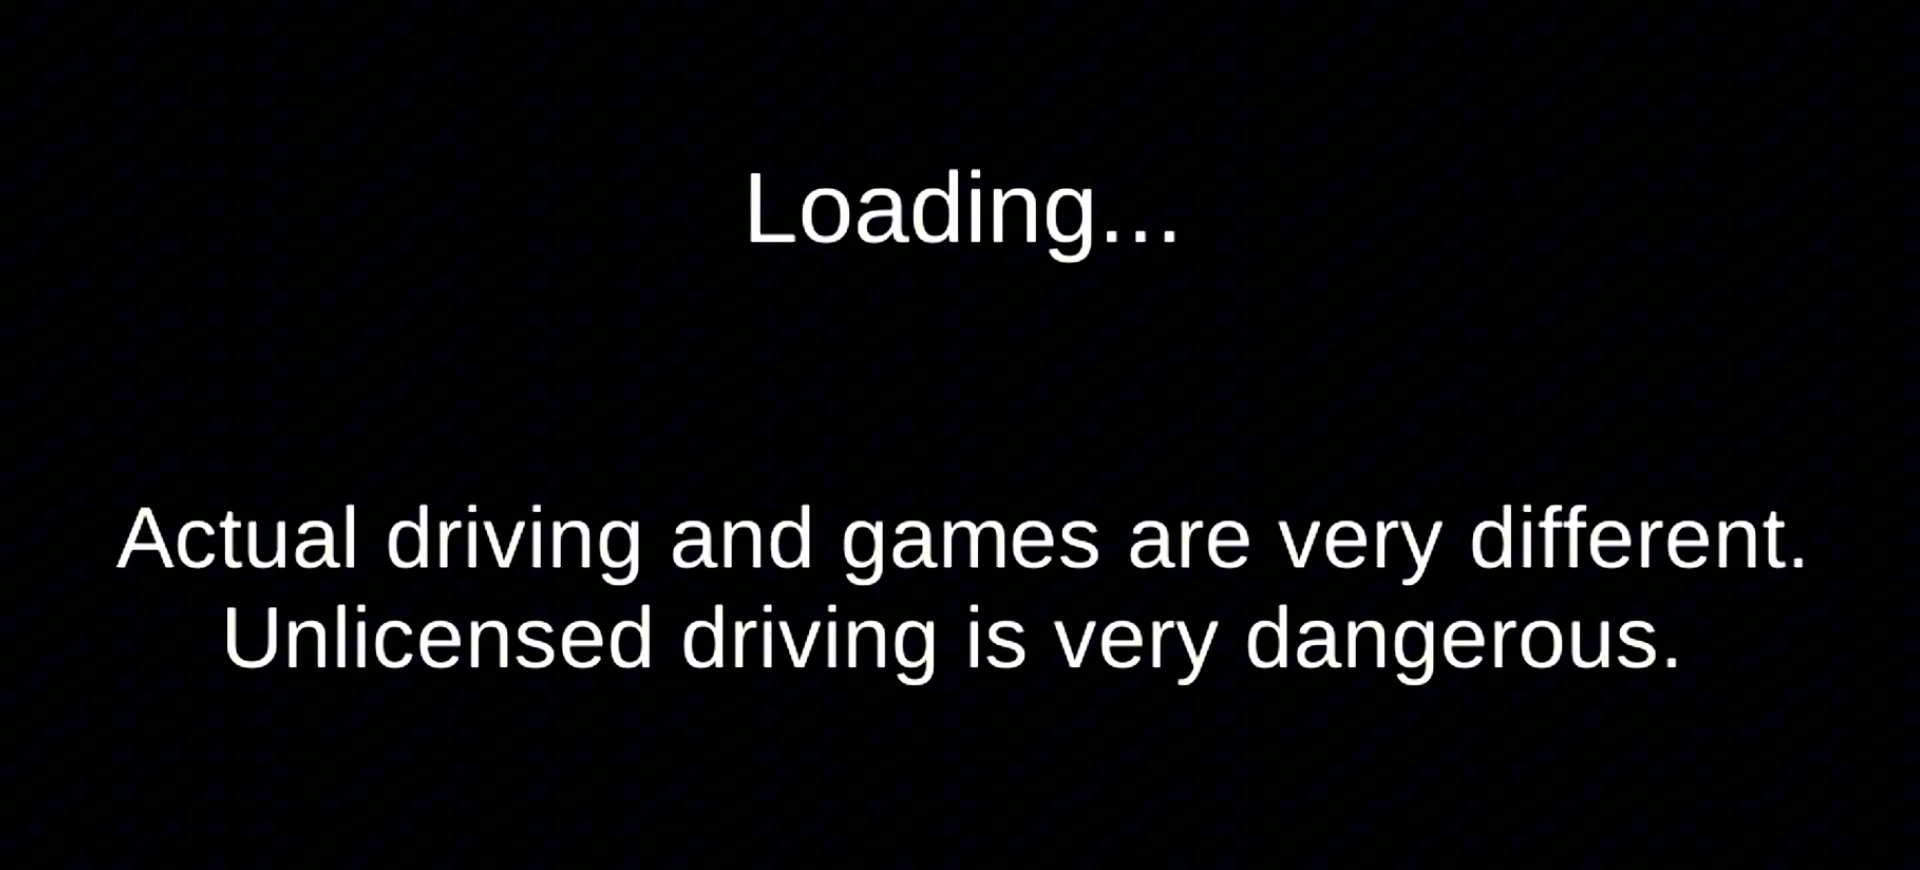 Loading...
Actual driving and games are very different.
Unlicensed driving is very dangerous.